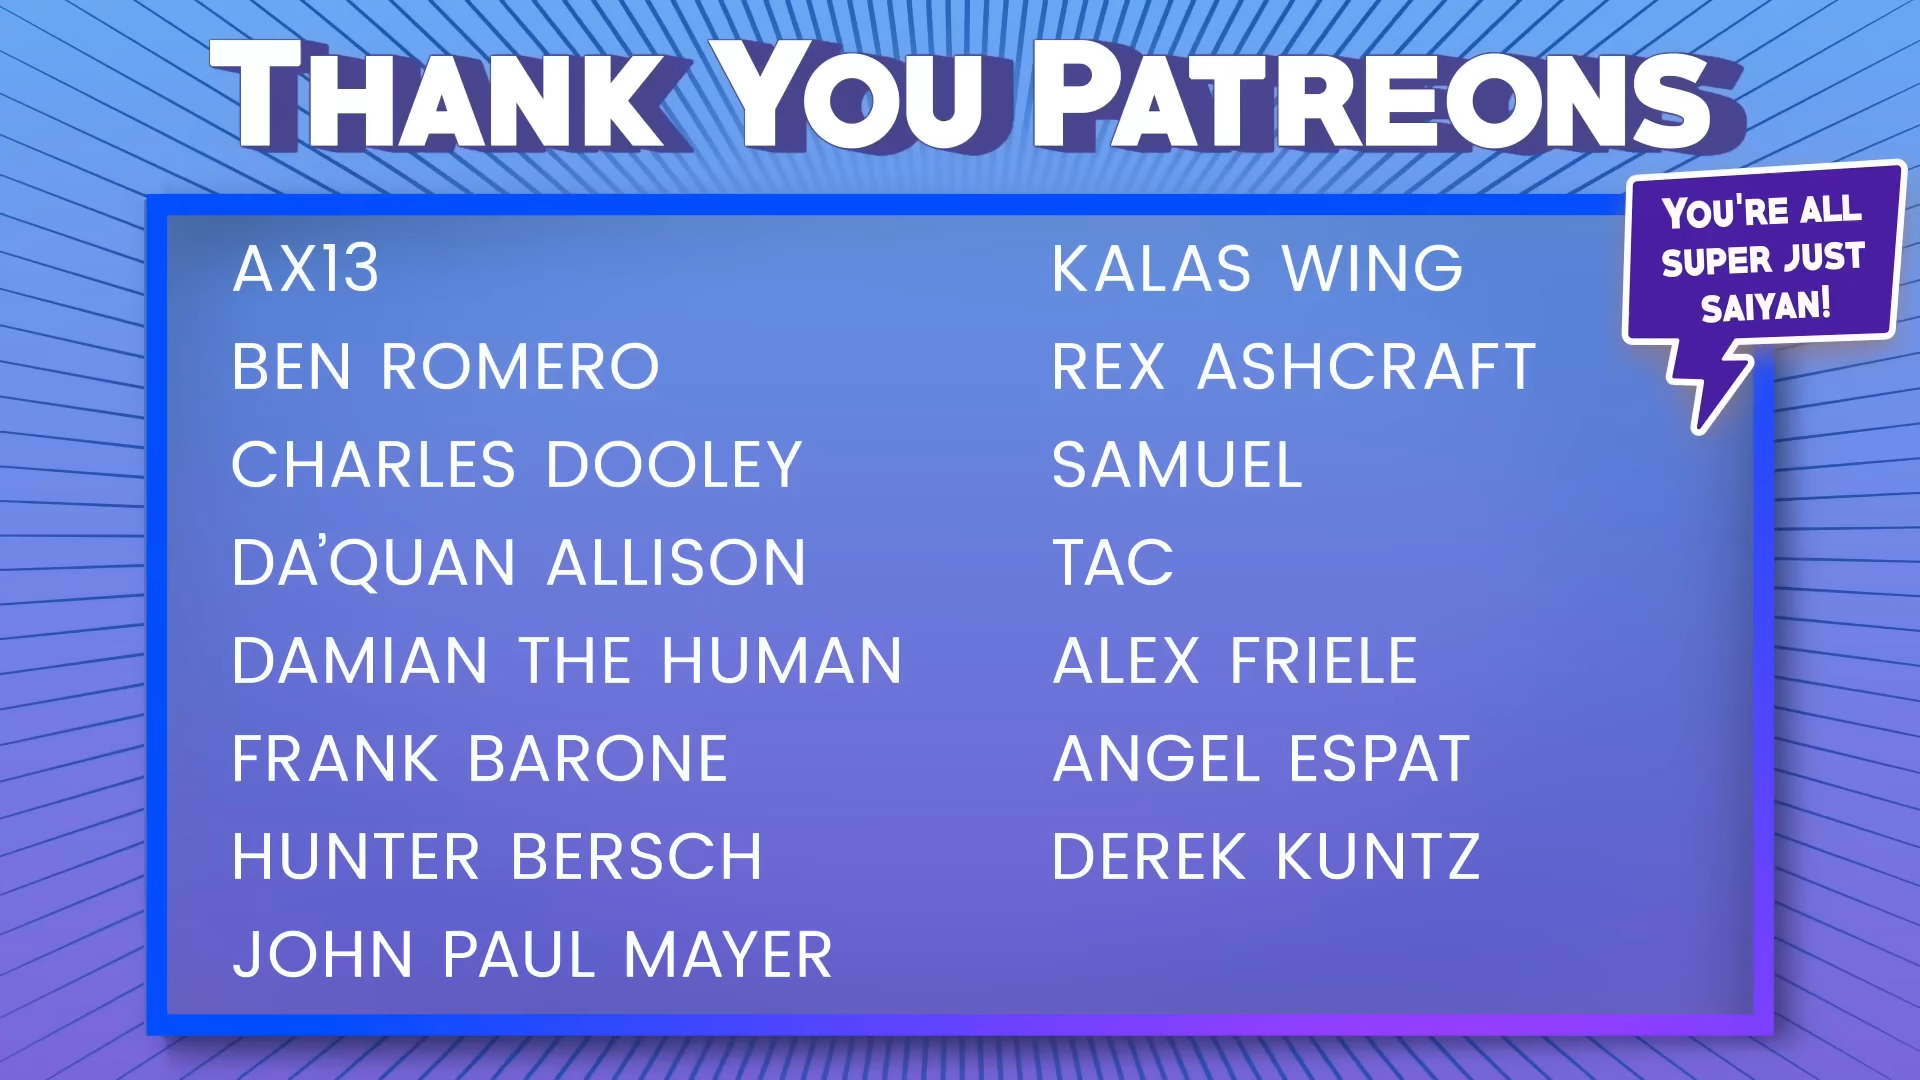 THANK YOU PATREONS
YOU'RE ALL
SUPER JUST
SAIYAN!
AX13
BEN ROMERO
CHARLES DOOLEY
DA’QUAN ALLISON
DAMIAN THE HUMAN
FRANK BARONE
HUNTER BERSCH
JOHN PAUL MAYER
KALAS WING
REX ASHCRAFT
SAMUEL
TAC
ALEX FRIELE
ANGEL ESPAT
DEREK KUNTZ